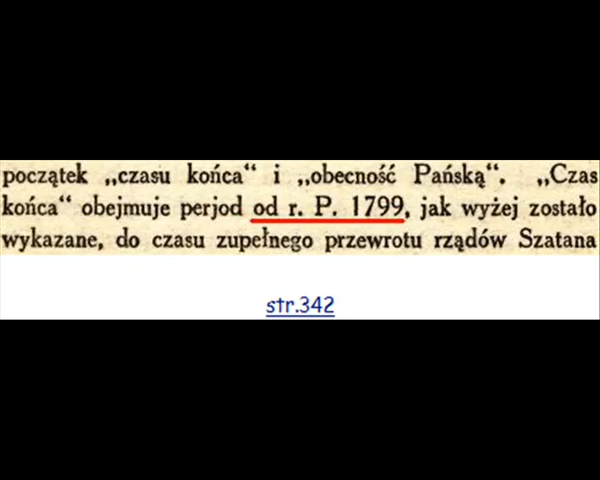 początek „czasu końca“ i „obecność Pańską“. „Czas
końca“ obejmuje perjod od r. P. 1799, jak wyżej zostało
wykazane, do czasu zupełnego przewrotu rządów Szatana
str.342